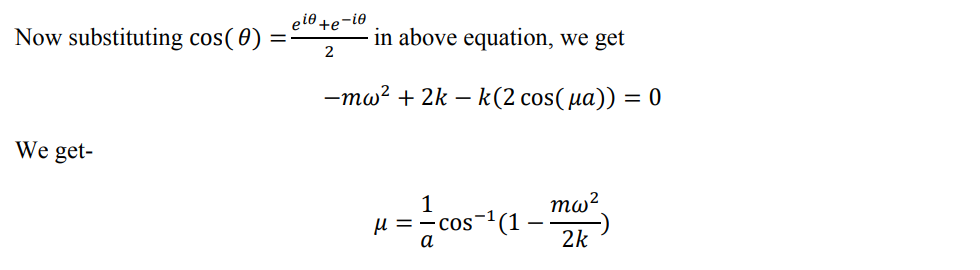 Now substituting cos(θ) = (e^{iθ}+e^{−iθ})/2 in above equation, we get
−mω² + 2k − k(2 cos(μa)) = 0
We get-
μ = (1/a) cos⁻¹(1 − mω²/2k)